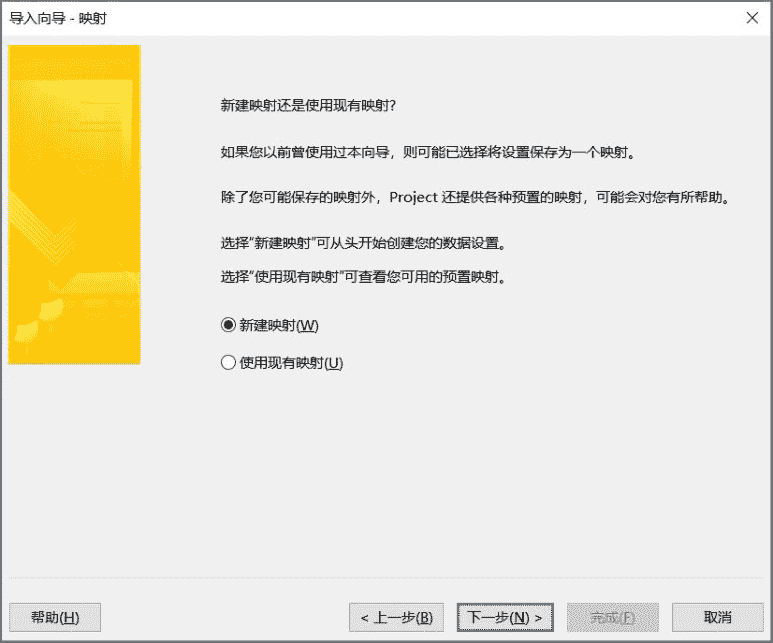 导入向导 - 映射
新建映射还是使用现有映射?
如果您以前曾使用过本向导，则可能已选择将设置保存为一个映射。
除了您可能保存的映射外，Project 还提供各种预置的映射，可能会对您有所帮助。
选择"新建映射"可从头开始创建您的数据设置。
选择"使用现有映射"可查看您可用的预置映射。
新建映射(W)
使用现有映射(U)
帮助(H)
< 上一步(B)
下一步(N) >
完成(F)
取消